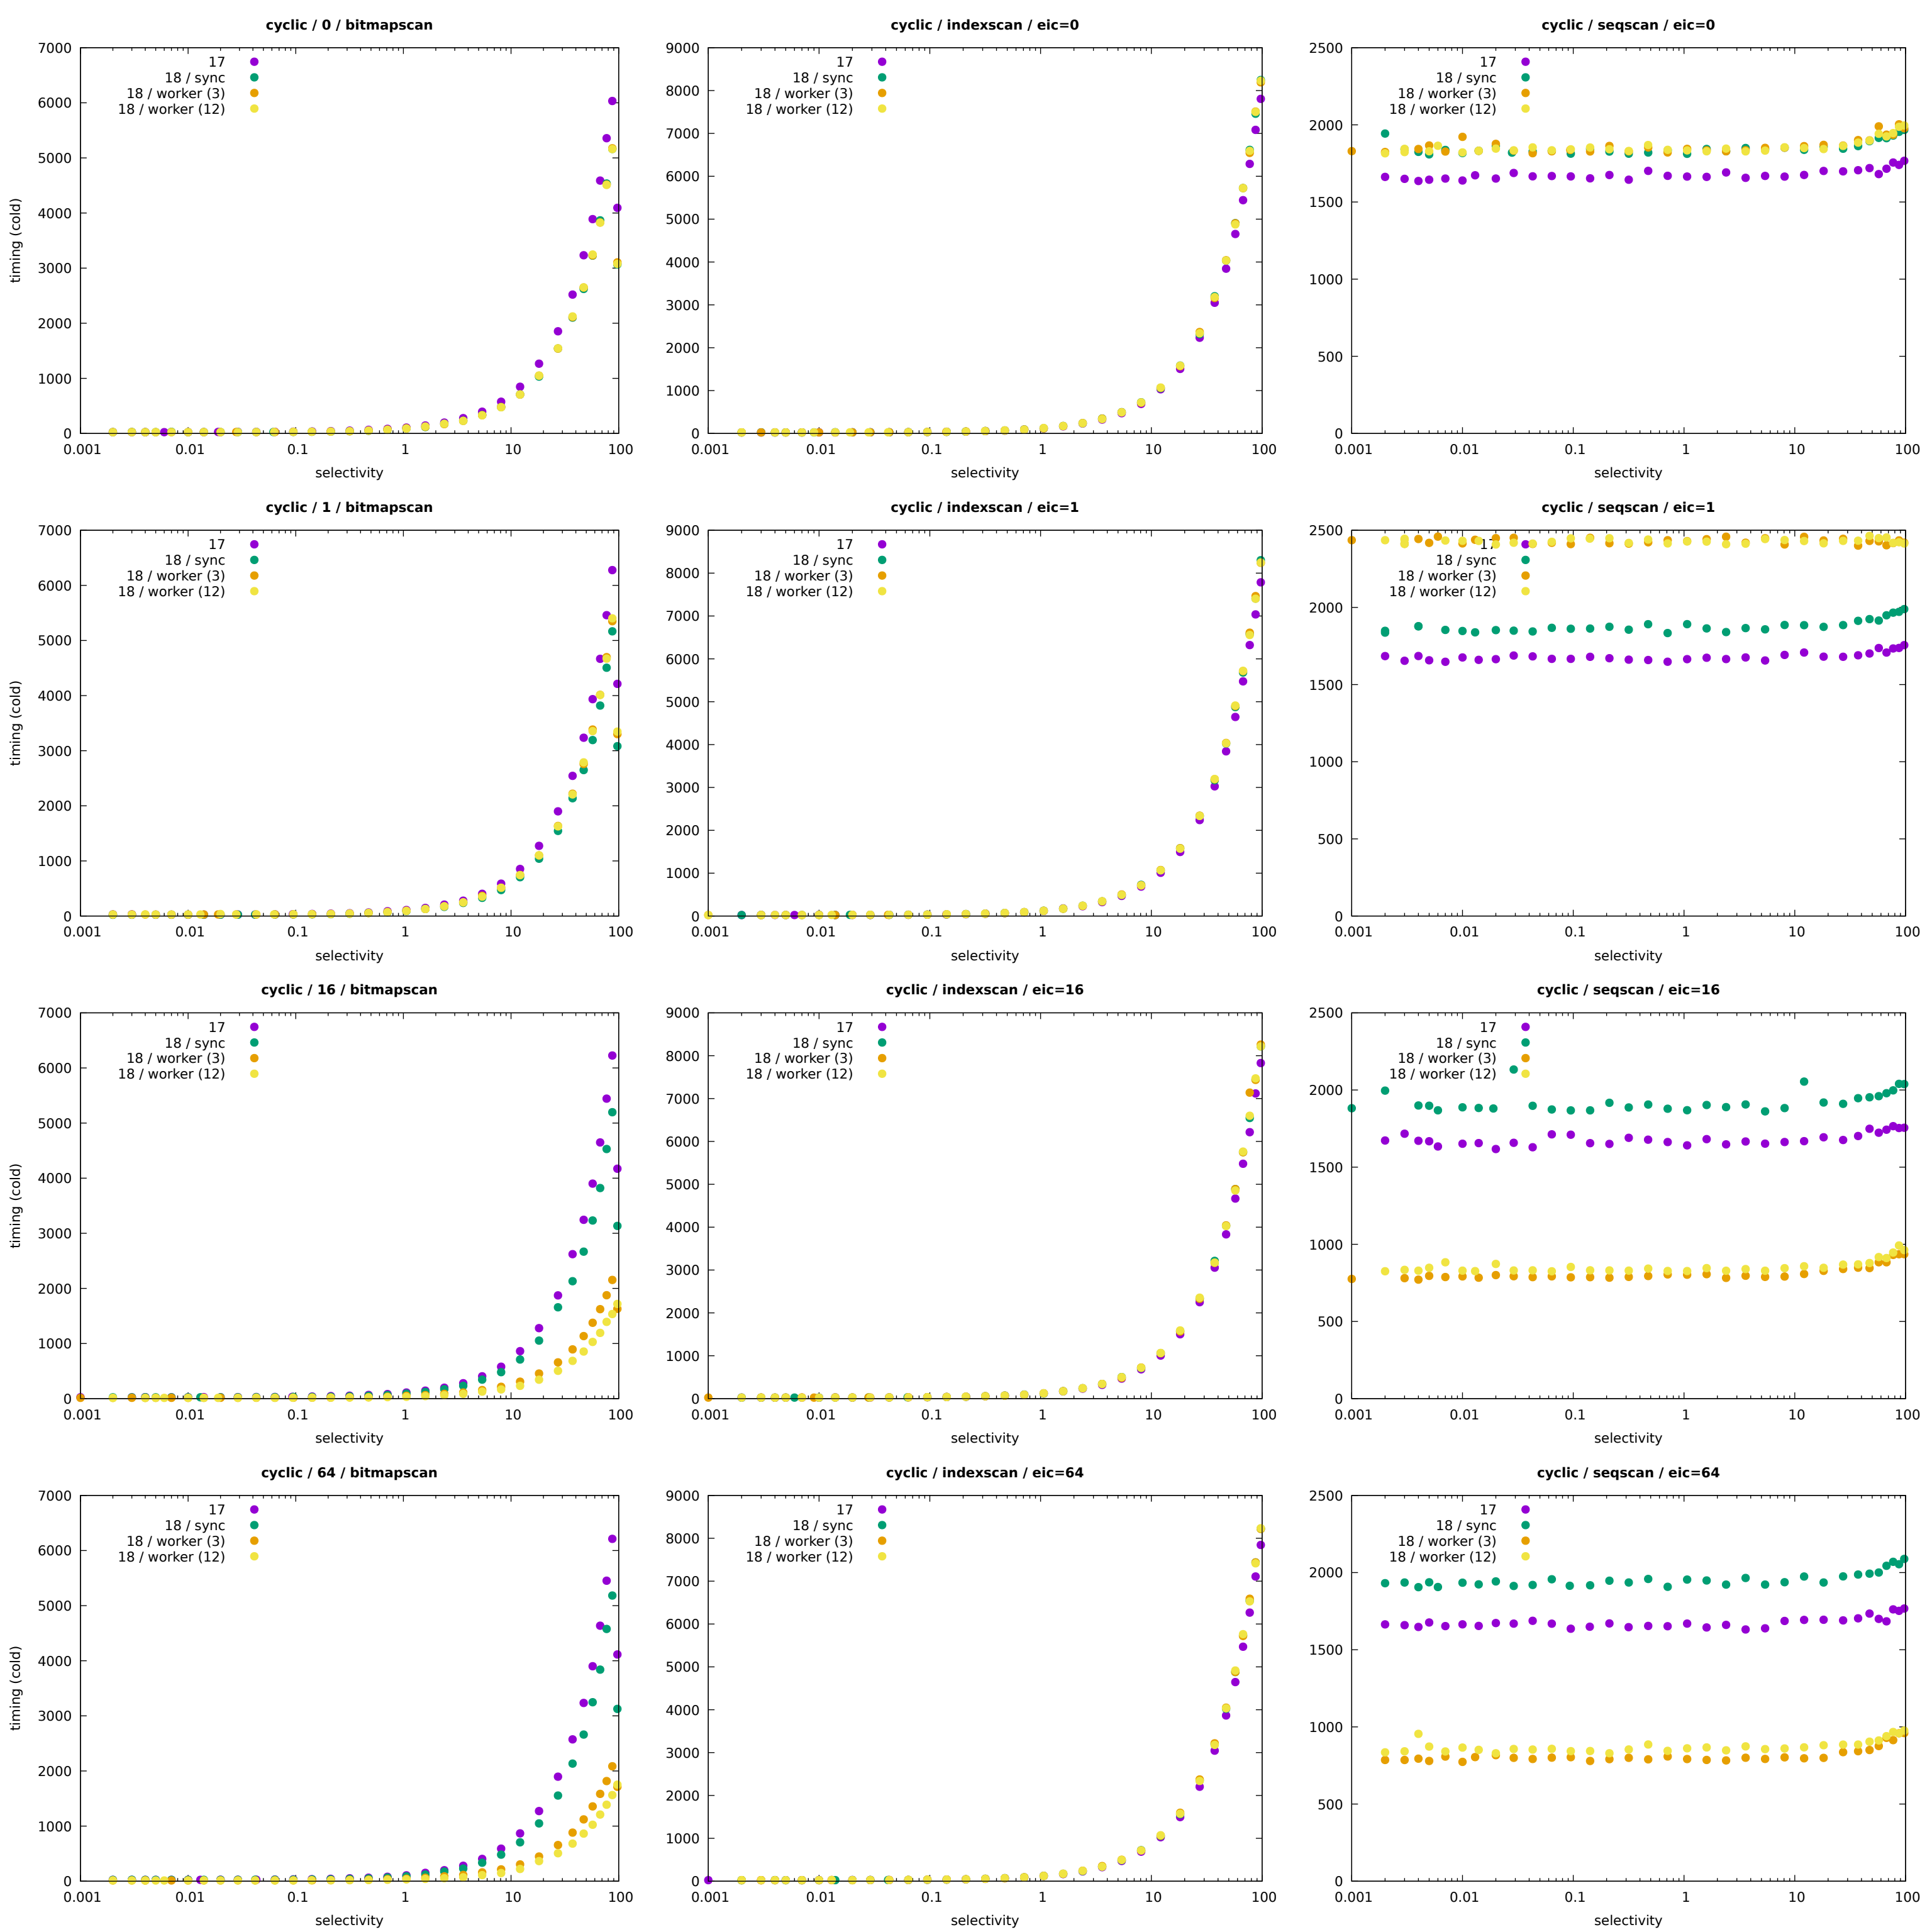 cyclic / 0 / bitmapscan
7000
6000
5000
4000
3000
2000
1000
0
timing (cold)
17
18 / sync
18 / worker (3)
18 / worker (12)
0.001 0.01 0.1 1 10 100
selectivity
cyclic / indexscan / eic=0
9000
8000
7000
6000
5000
4000
3000
2000
1000
0
17
18 / sync
18 / worker (3)
18 / worker (12)
0.001 0.01 0.1 1 10 100
selectivity
cyclic / seqscan / eic=0
2500
2000
1500
1000
500
0
17
18 / sync
18 / worker (3)
18 / worker (12)
0.001 0.01 0.1 1 10 100
selectivity
cyclic / 1 / bitmapscan
7000
6000
5000
4000
3000
2000
1000
0
timing (cold)
17
18 / sync
18 / worker (3)
18 / worker (12)
0.001 0.01 0.1 1 10 100
selectivity
cyclic / indexscan / eic=1
9000
8000
7000
6000
5000
4000
3000
2000
1000
0
17
18 / sync
18 / worker (3)
18 / worker (12)
0.001 0.01 0.1 1 10 100
selectivity
cyclic / seqscan / eic=1
2500
2000
1500
1000
500
0
17
18 / sync
18 / worker (3)
18 / worker (12)
0.001 0.01 0.1 1 10 100
selectivity
cyclic / 16 / bitmapscan
7000
6000
5000
4000
3000
2000
1000
0
timing (cold)
17
18 / sync
18 / worker (3)
18 / worker (12)
0.001 0.01 0.1 1 10 100
selectivity
cyclic / indexscan / eic=16
9000
8000
7000
6000
5000
4000
3000
2000
1000
0
17
18 / sync
18 / worker (3)
18 / worker (12)
0.001 0.01 0.1 1 10 100
selectivity
cyclic / seqscan / eic=16
2500
2000
1500
1000
500
0
17
18 / sync
18 / worker (3)
18 / worker (12)
0.001 0.01 0.1 1 10 100
selectivity
cyclic / 64 / bitmapscan
7000
6000
5000
4000
3000
2000
1000
0
timing (cold)
17
18 / sync
18 / worker (3)
18 / worker (12)
0.001 0.01 0.1 1 10 100
selectivity
cyclic / indexscan / eic=64
9000
8000
7000
6000
5000
4000
3000
2000
1000
0
17
18 / sync
18 / worker (3)
18 / worker (12)
0.001 0.01 0.1 1 10 100
selectivity
cyclic / seqscan / eic=64
2500
2000
1500
1000
500
0
17
18 / sync
18 / worker (3)
18 / worker (12)
0.001 0.01 0.1 1 10 100
selectivity